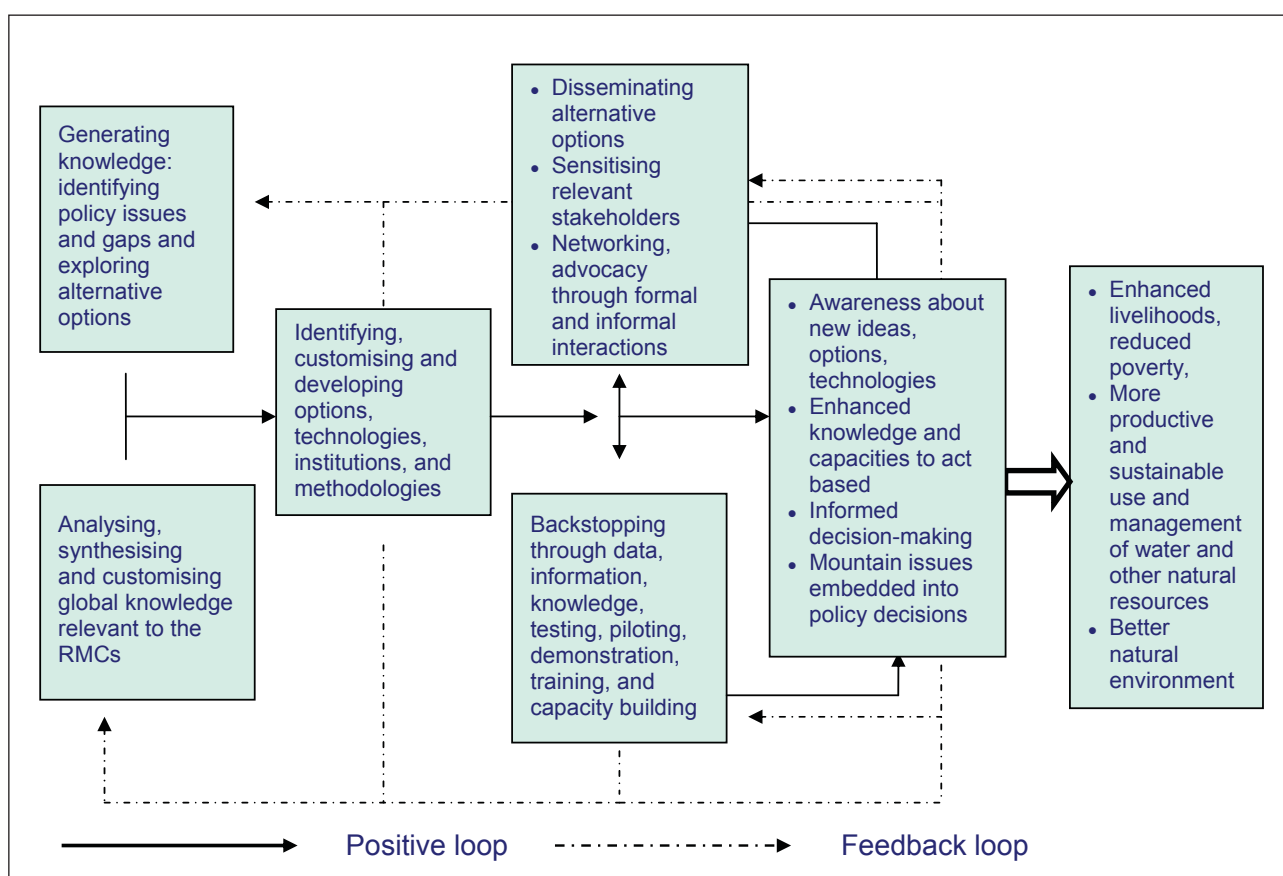 Generating
knowledge:
identifying
policy issues
and gaps and
exploring
alternative
options
Analysing,
synthesising
and customising
global knowledge
relevant to the
RMCs
Identifying,
customising and
developing
options,
technologies,
institutions, and
methodologies
• Disseminating
alternative
options
• Sensitising
relevant
stakeholders
• Networking,
advocacy
through formal
and informal
interactions
Backstopping
through data,
information,
knowledge,
testing, piloting,
demonstration,
training, and
capacity building
• Awareness about
new ideas,
options,
technologies
• Enhanced
knowledge and
capacities to act
based
• Informed
decision-making
• Mountain issues
embedded into
policy decisions
• Enhanced
livelihoods,
reduced
poverty,
• More
productive
and
sustainable
use and
management
of water and
other natural
resources
• Better
natural
environment
Positive loop
Feedback loop